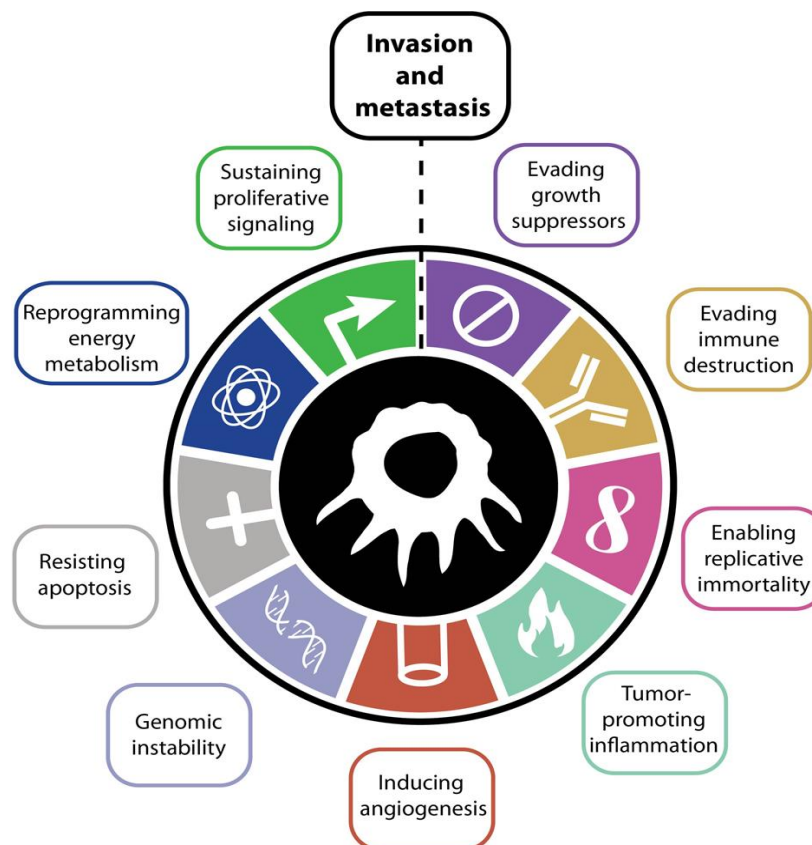 Invasion
and
metastasis
Sustaining
proliferative
signaling
Evading
growth
suppressors
Reprogramming
energy
metabolism
Evading
immune
destruction
Resisting
apoptosis
Enabling
replicative
immortality
Genomic
instability
Tumor-
promoting
inflammation
Inducing
angiogenesis